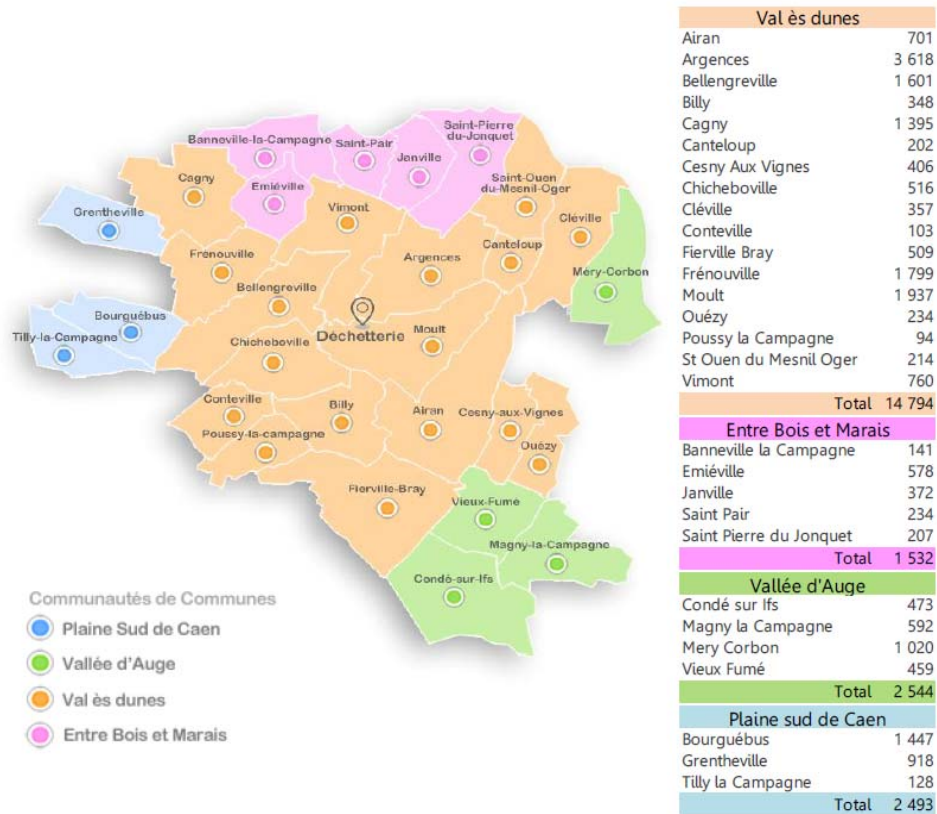 Banneville-la-Campagne
Saint-Pair
Janville
Saint-Pierre
du-Jonquet
Cagny
Emiéville
Saint-Ouen
du-Mesnil-Oger
Grentheville
Vimont
Cléville
Frénouville
Argences
Canteloup
Méry-Corbon
Bellengreville
Bourguébus
Tilly-la-Campagne
Chicheboville
Déchetterie
Moult
Conteville
Billy
Airan
Cesny-aux-Vignes
Poussy-la-campagne
Ouézy
Fierville-Bray
Vieux-Fumé
Magny-la-Campagne
Condé-sur-Ifs
Communautés de Communes
Plaine Sud de Caen
Vallée d'Auge
Val ès dunes
Entre Bois et Marais
Val ès dunes
Airan 701
Argences 3 618
Bellengreville 1 601
Billy 348
Cagny 1 395
Canteloup 202
Cesny Aux Vignes 406
Chicheboville 516
Cléville 357
Conteville 103
Fierville Bray 509
Frénouville 1 799
Moult 1 937
Ouézy 234
Poussy la Campagne 94
St Ouen du Mesnil Oger 214
Vimont 760
Total 14 794
Entre Bois et Marais
Banneville la Campagne 141
Emiéville 578
Janville 372
Saint Pair 234
Saint Pierre du Jonquet 207
Total 1 532
Vallée d'Auge
Condé sur Ifs 473
Magny la Campagne 592
Mery Corbon 1 020
Vieux Fumé 459
Total 2 544
Plaine sud de Caen
Bourguébus 1 447
Grentheville 918
Tilly la Campagne 128
Total 2 493